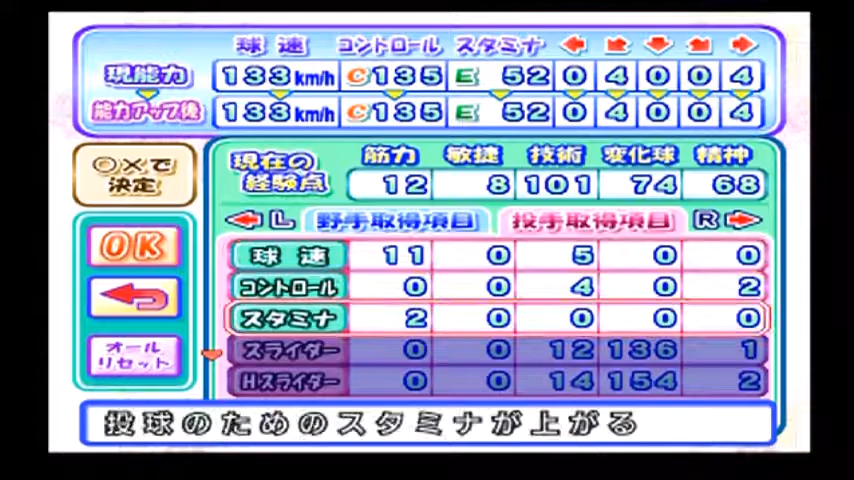 球速 コントロール スタミナ
現能力 133km/h C135 E 52 0 4 0 0 4
能力アップ後 133km/h C135 E 52 0 4 0 0 4
○×で
決定
現在の
経験点
筋力 敏捷 技術 変化球 精神
12 8 101 74 68
L 野手取得項目 投手取得項目 R
OK
オール
リセット
球速 11 0 5 0 0
コントロール 0 0 4 0 2
スタミナ 2 0 0 0 0
スライダー 0 0 12 136 1
Hスライダー 0 0 14 154 2
投球のためのスタミナが上がる